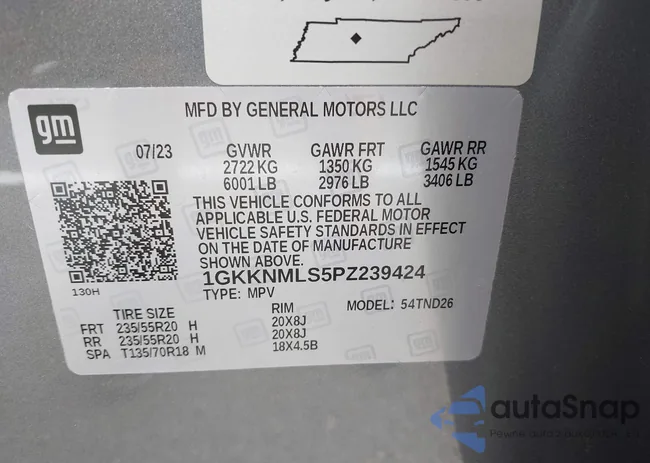 gm
MFD BY GENERAL MOTORS LLC
07/23 GVWR GAWR FRT GAWR RR
2722 KG 1350 KG 1545 KG
6001 LB 2976 LB 3406 LB
THIS VEHICLE CONFORMS TO ALL
APPLICABLE U.S. FEDERAL MOTOR
VEHICLE SAFETY STANDARDS IN EFFECT
ON THE DATE OF MANUFACTURE
SHOWN ABOVE.
1GKKNMLS5PZ239424
130H
TYPE: MPV
MODEL: 54TND26
TIRE SIZE RIM
FRT 235/55R20 H 20X8J
RR 235/55R20 H 20X8J
SPA T135/70R18 M 18X4.5B
autaSnap